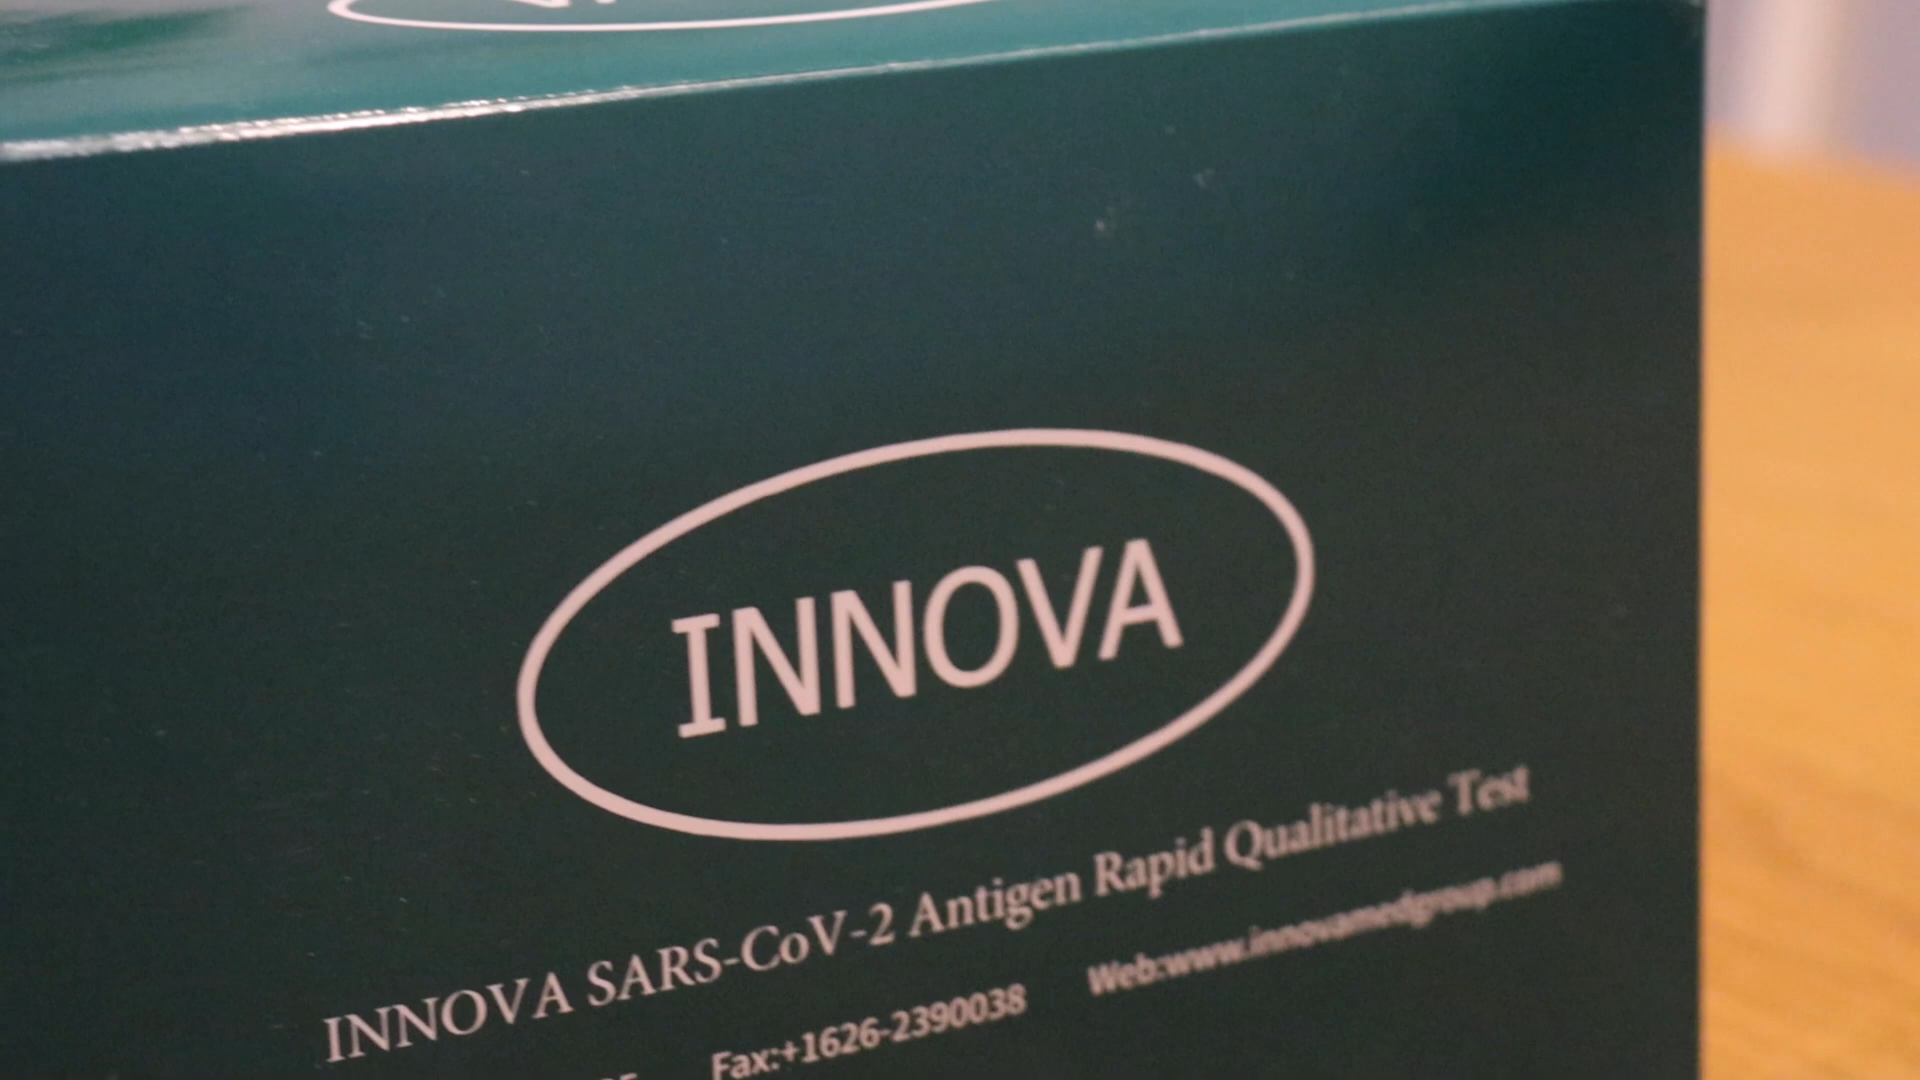 INNOVA
INNOVA SARS-CoV-2 Antigen Rapid Qualitative Test
Fax:+1626-2390038 Web:www.innovamedgroup.com